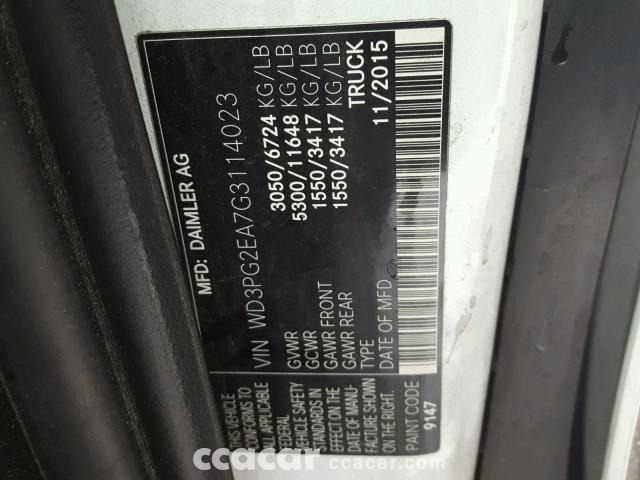 MFD: DAIMLER AG
VIN WD3PG2EA7G3114023
GVWR 3050/6724 KG/LB
GCWR 5300/11648 KG/LB
GAWR FRONT 1550/3417 KG/LB
GAWR REAR 1550/3417 KG/LB
TYPE TRUCK
DATE OF MFD 11/2015
THIS VEHICLE
CONFORMS TO
ALL APPLICABLE
FEDERAL
VEHICLE SAFETY
STANDARDS IN
EFFECT ON THE
DATE OF MANU-
FACTURE SHOWN
ON THE RIGHT.
PAINT CODE
9147
ccacar ccacar.com